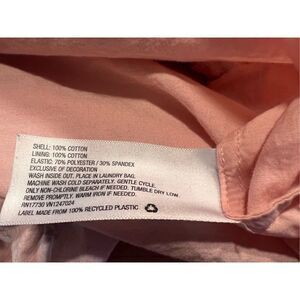 SHELL: 100% COTTON
LINING: 100% COTTON
ELASTIC: 70% POLYESTER / 30% SPANDEX
EXCLUSIVE OF DECORATION
WASH INSIDE OUT. PLACE IN LAUNDRY BAG.
MACHINE WASH COLD SEPARATELY. GENTLE CYCLE.
ONLY NON-CHLORINE BLEACH IF NEEDED. TUMBLE DRY LOW.
REMOVE PROMPTLY. WARM IRON IF NEEDED.
RN17730 VN1247024
LABEL MADE FROM 100% RECYCLED PLASTIC